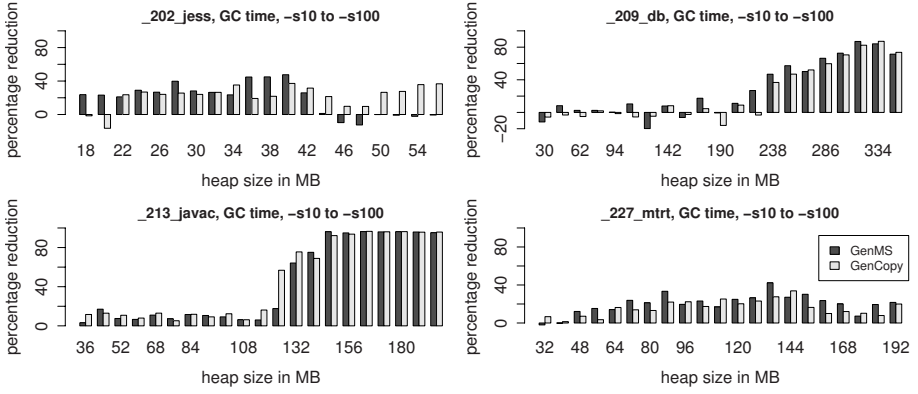 _202_jess, GC time, −s10 to −s100
percentage reduction
0 40 80
18 22 26 30 34 38 42 46 50 54
heap size in MB
_209_db, GC time, −s10 to −s100
percentage reduction
−20 40 80
30 62 94 142 190 238 286 334
heap size in MB
_213_javac, GC time, −s10 to −s100
percentage reduction
0 40 80
36 52 68 84 108 132 156 180
heap size in MB
_227_mtrt, GC time, −s10 to −s100
percentage reduction
0 40 80
32 48 64 80 96 120 144 168 192
heap size in MB
GenMS
GenCopy